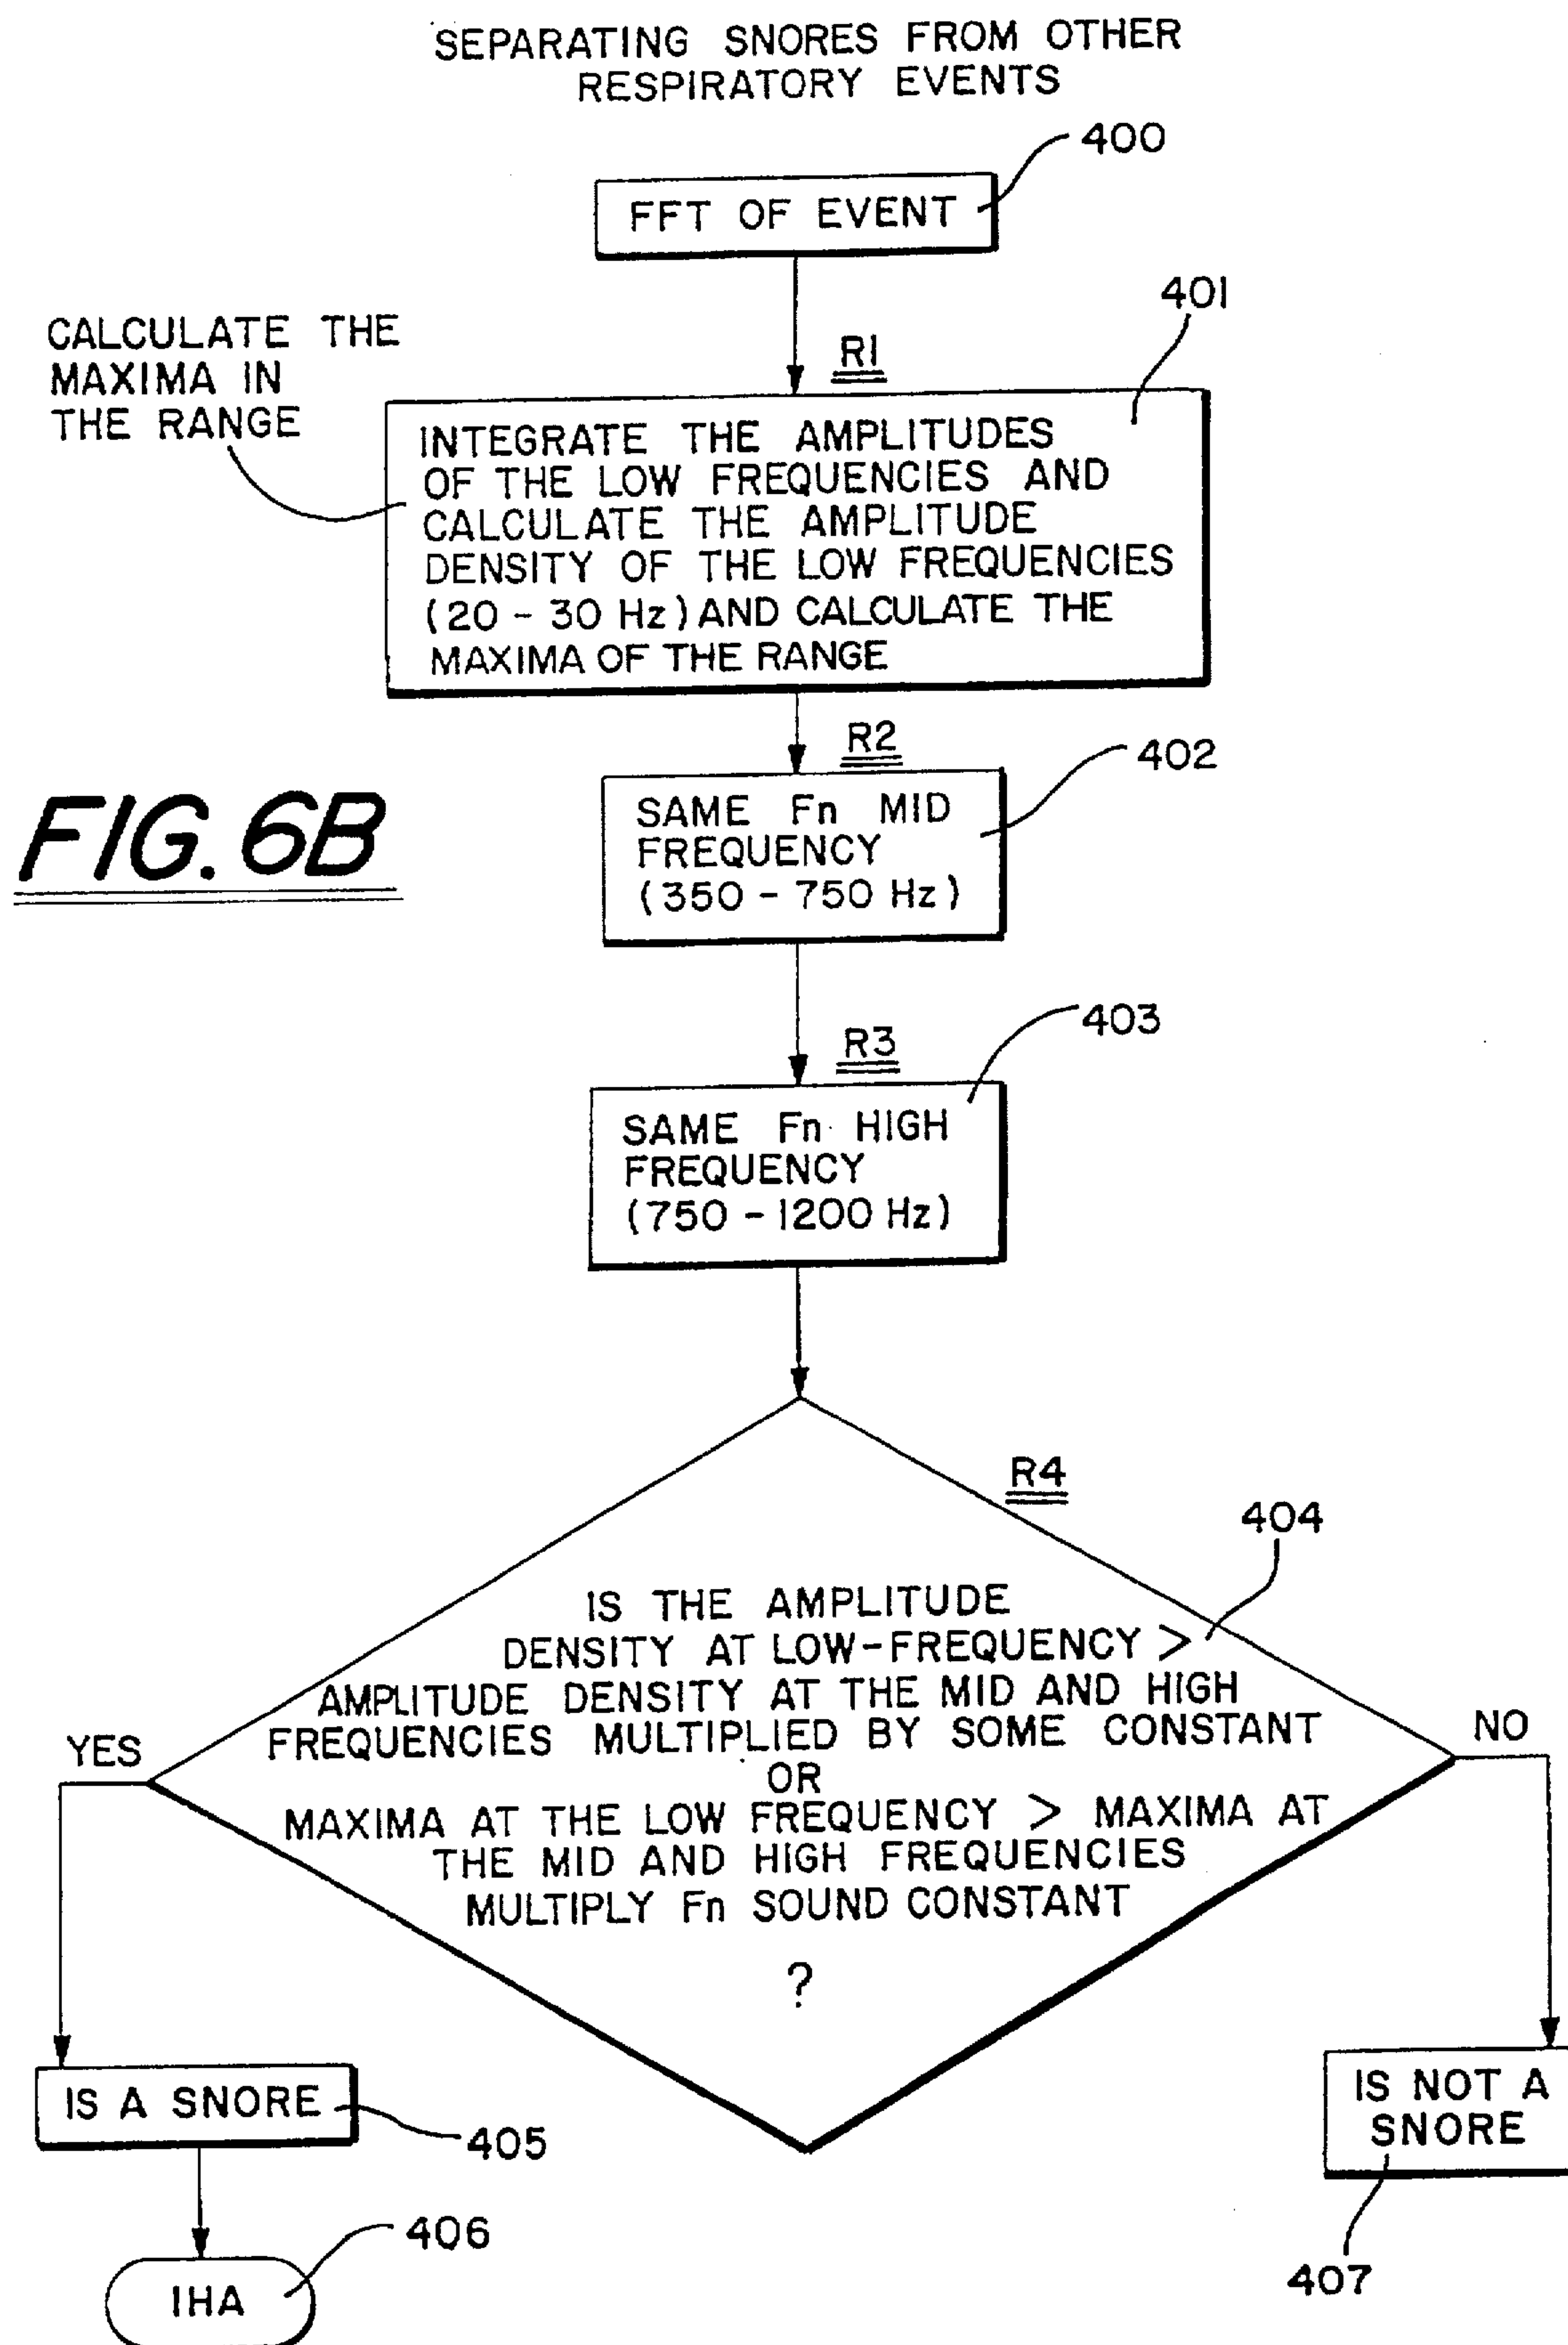 SEPARATING SNORES FROM OTHER
RESPIRATORY EVENTS
400
FFT OF EVENT
401
CALCULATE THE
MAXIMA IN
THE RANGE
R1
INTEGRATE THE AMPLITUDES
OF THE LOW FREQUENCIES AND
CALCULATE THE AMPLITUDE
DENSITY OF THE LOW FREQUENCIES
(20 - 30 Hz) AND CALCULATE THE
MAXIMA OF THE RANGE
R2
402
SAME Fn MID
FREQUENCY
(350 - 750 Hz)
FIG. 6B
R3
403
SAME Fn HIGH
FREQUENCY
(750 - 1200 Hz)
R4
404
IS THE AMPLITUDE
DENSITY AT LOW-FREQUENCY >
AMPLITUDE DENSITY AT THE MID AND HIGH
FREQUENCIES MULTIPLIED BY SOME CONSTANT
OR
MAXIMA AT THE LOW FREQUENCY > MAXIMA AT
THE MID AND HIGH FREQUENCIES
MULTIPLY Fn SOUND CONSTANT
?
YES
NO
IS A SNORE
405
IS NOT A
SNORE
407
406
IHA